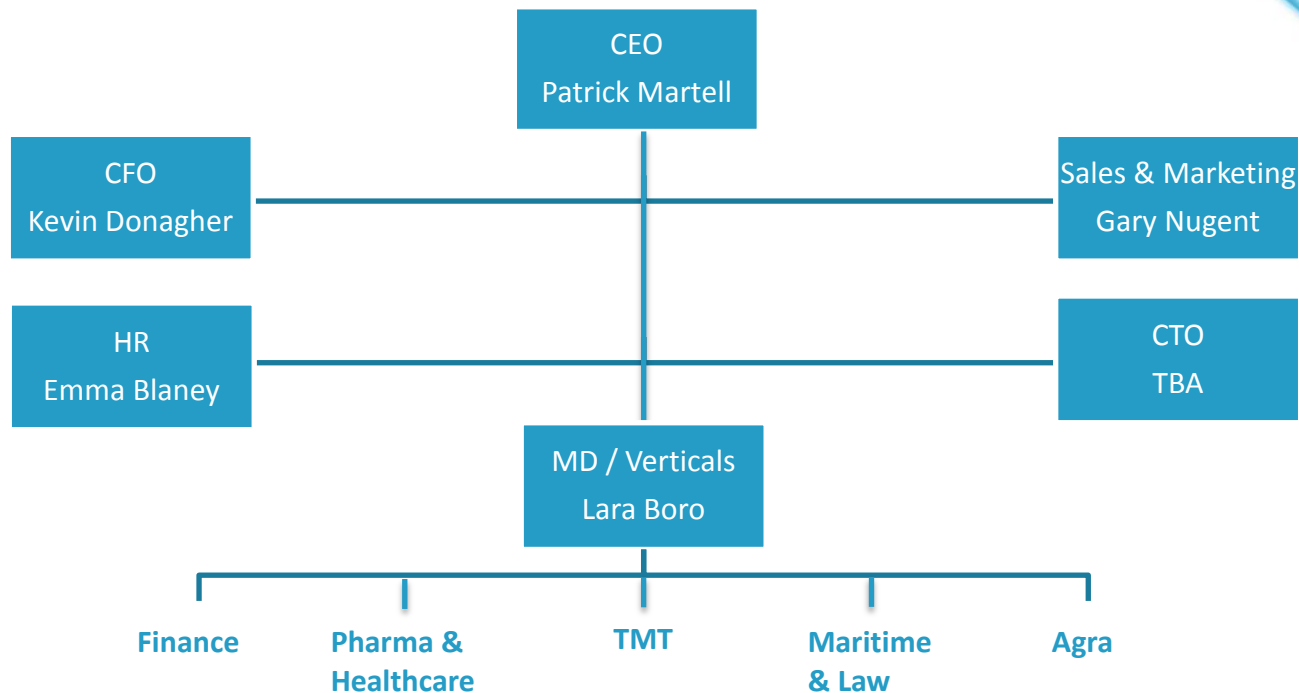 CEO
Patrick Martell
CFO
Kevin Donagher
Sales & Marketing
Gary Nugent
HR
Emma Blaney
CTO
TBA
MD / Verticals
Lara Boro
Finance
Pharma &
Healthcare
TMT
Maritime
& Law
Agra